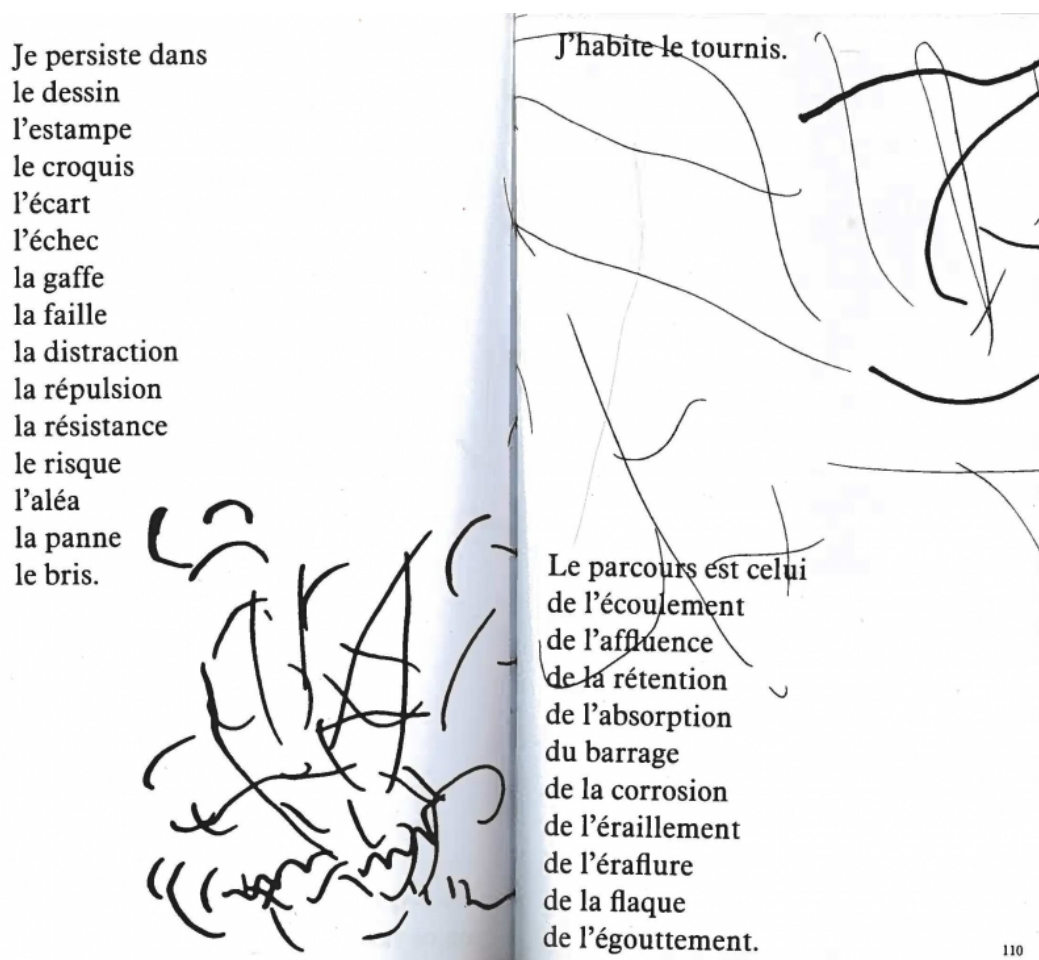 Je persiste dans
le dessin
l'estampe
le croquis
l'écart
l'échec
la gaffe
la faille
la distraction
la répulsion
la résistance
le risque
l'aléa
la panne
le bris.
J'habite le tournis.
Le parcours est celui
de l'écoulement
de l'affluence
de la rétention
de l'absorption
du barrage
de la corrosion
de l'éraillement
de l'éraflure
de la flaque
de l'égouttement.
110